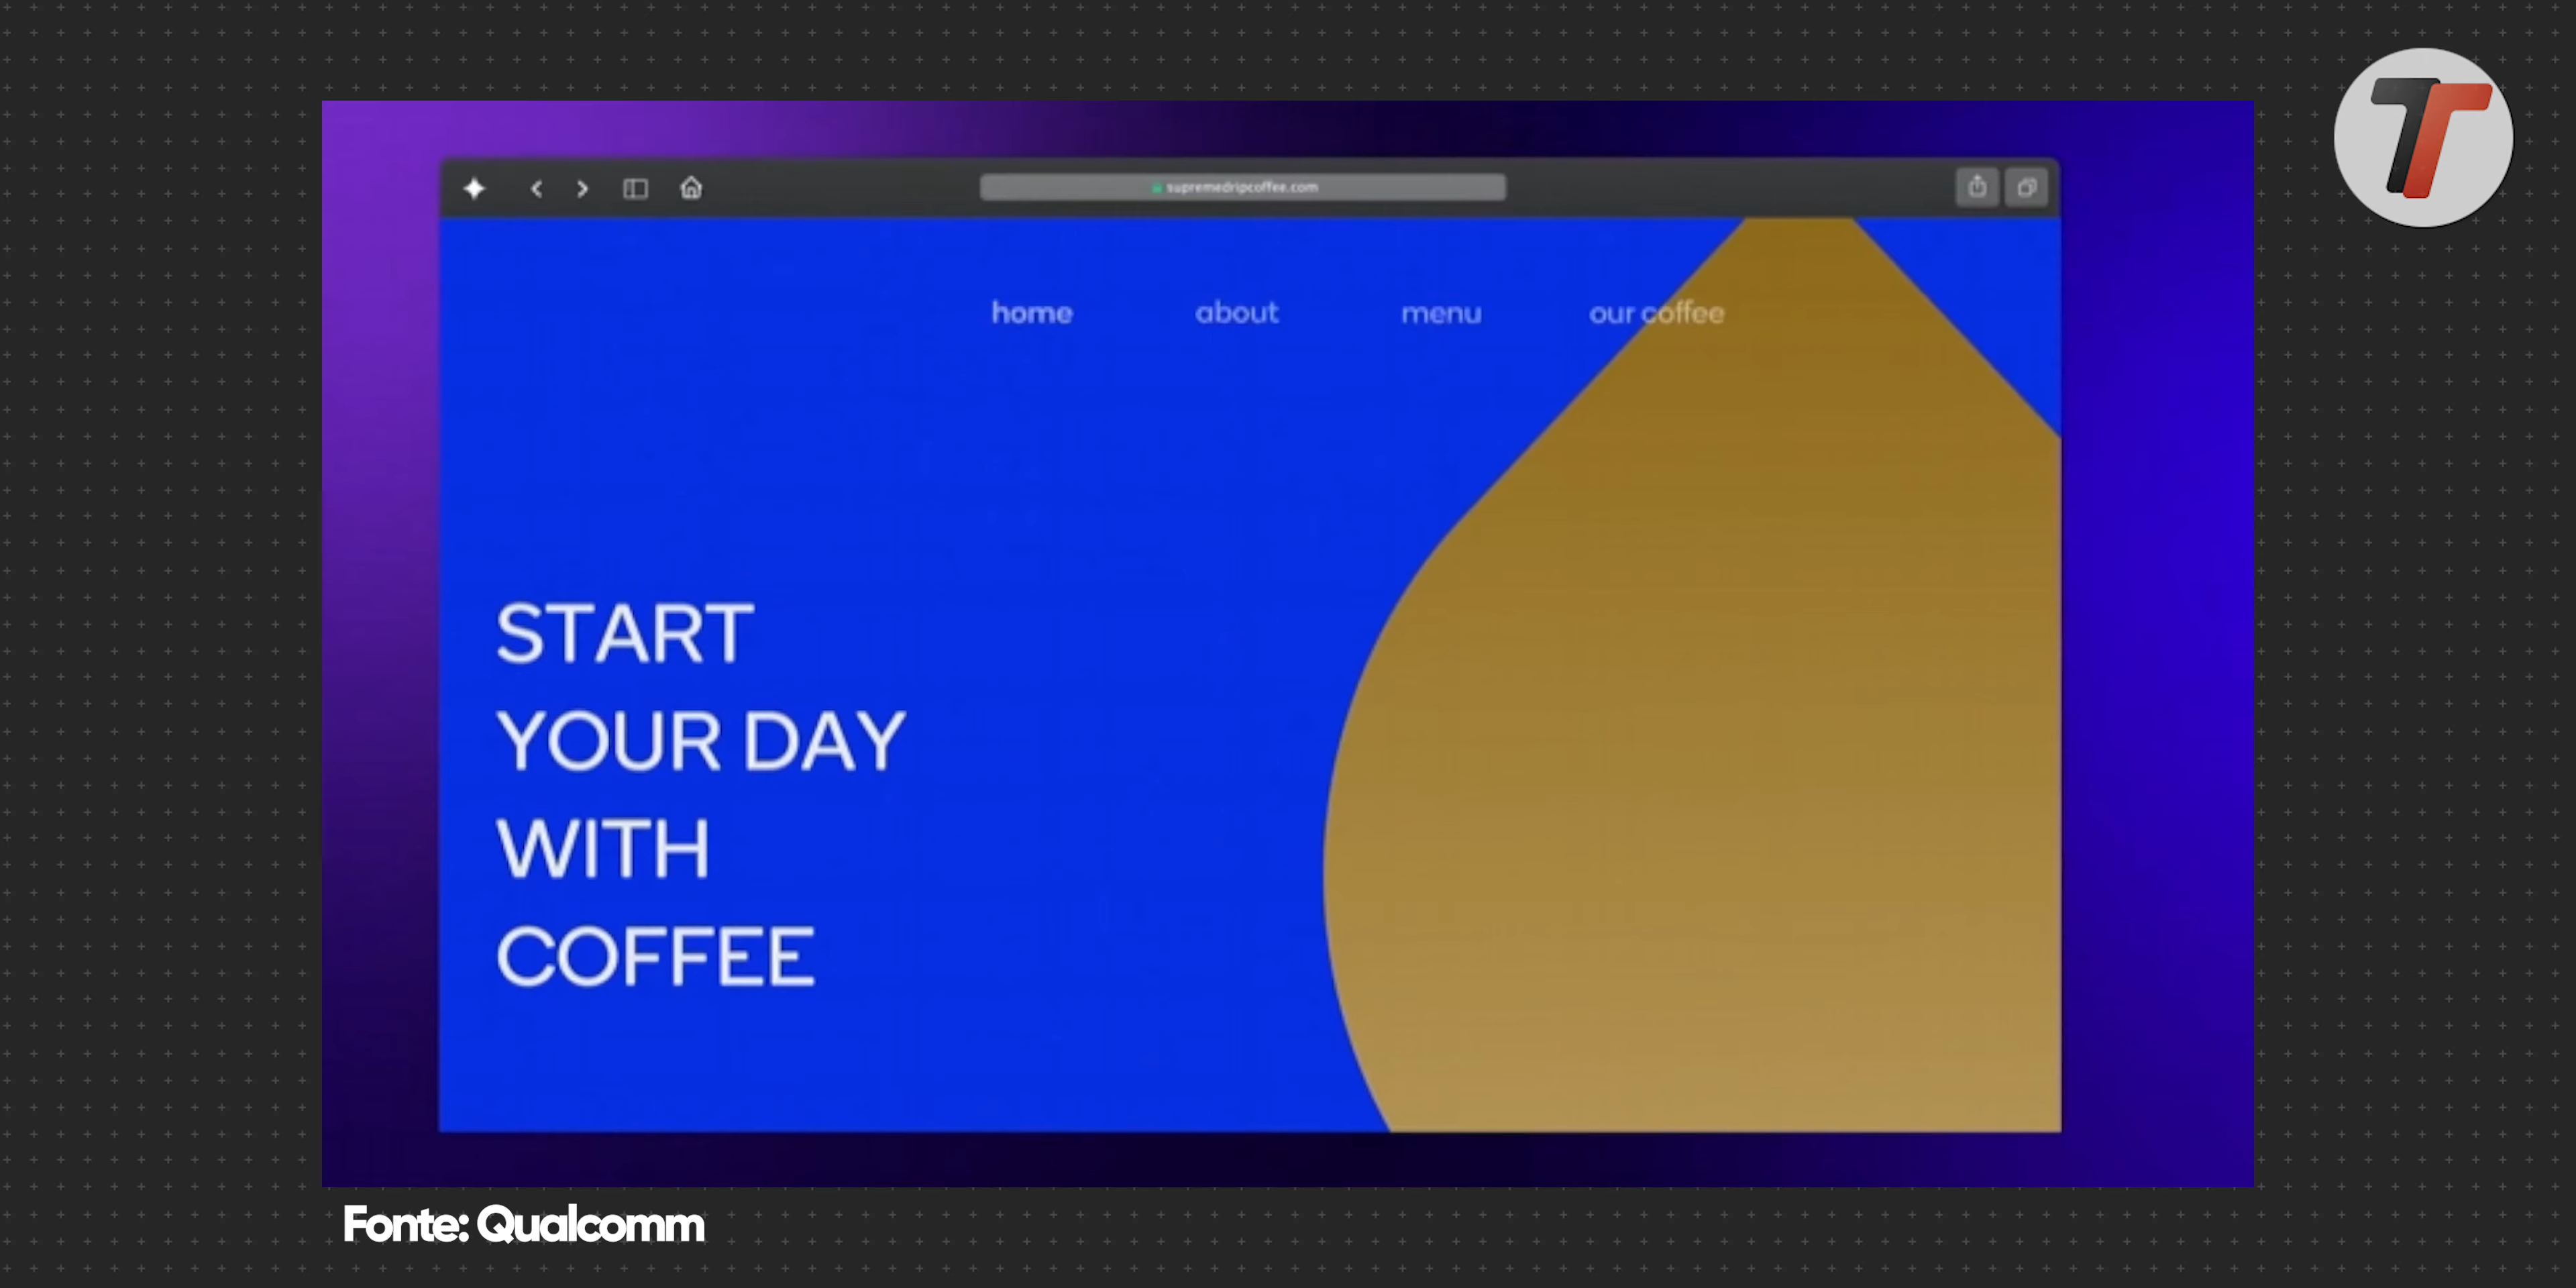 supremedripcoffee.com
home about menu our coffee
START
YOUR DAY
WITH
COFFEE
Fonte: Qualcomm